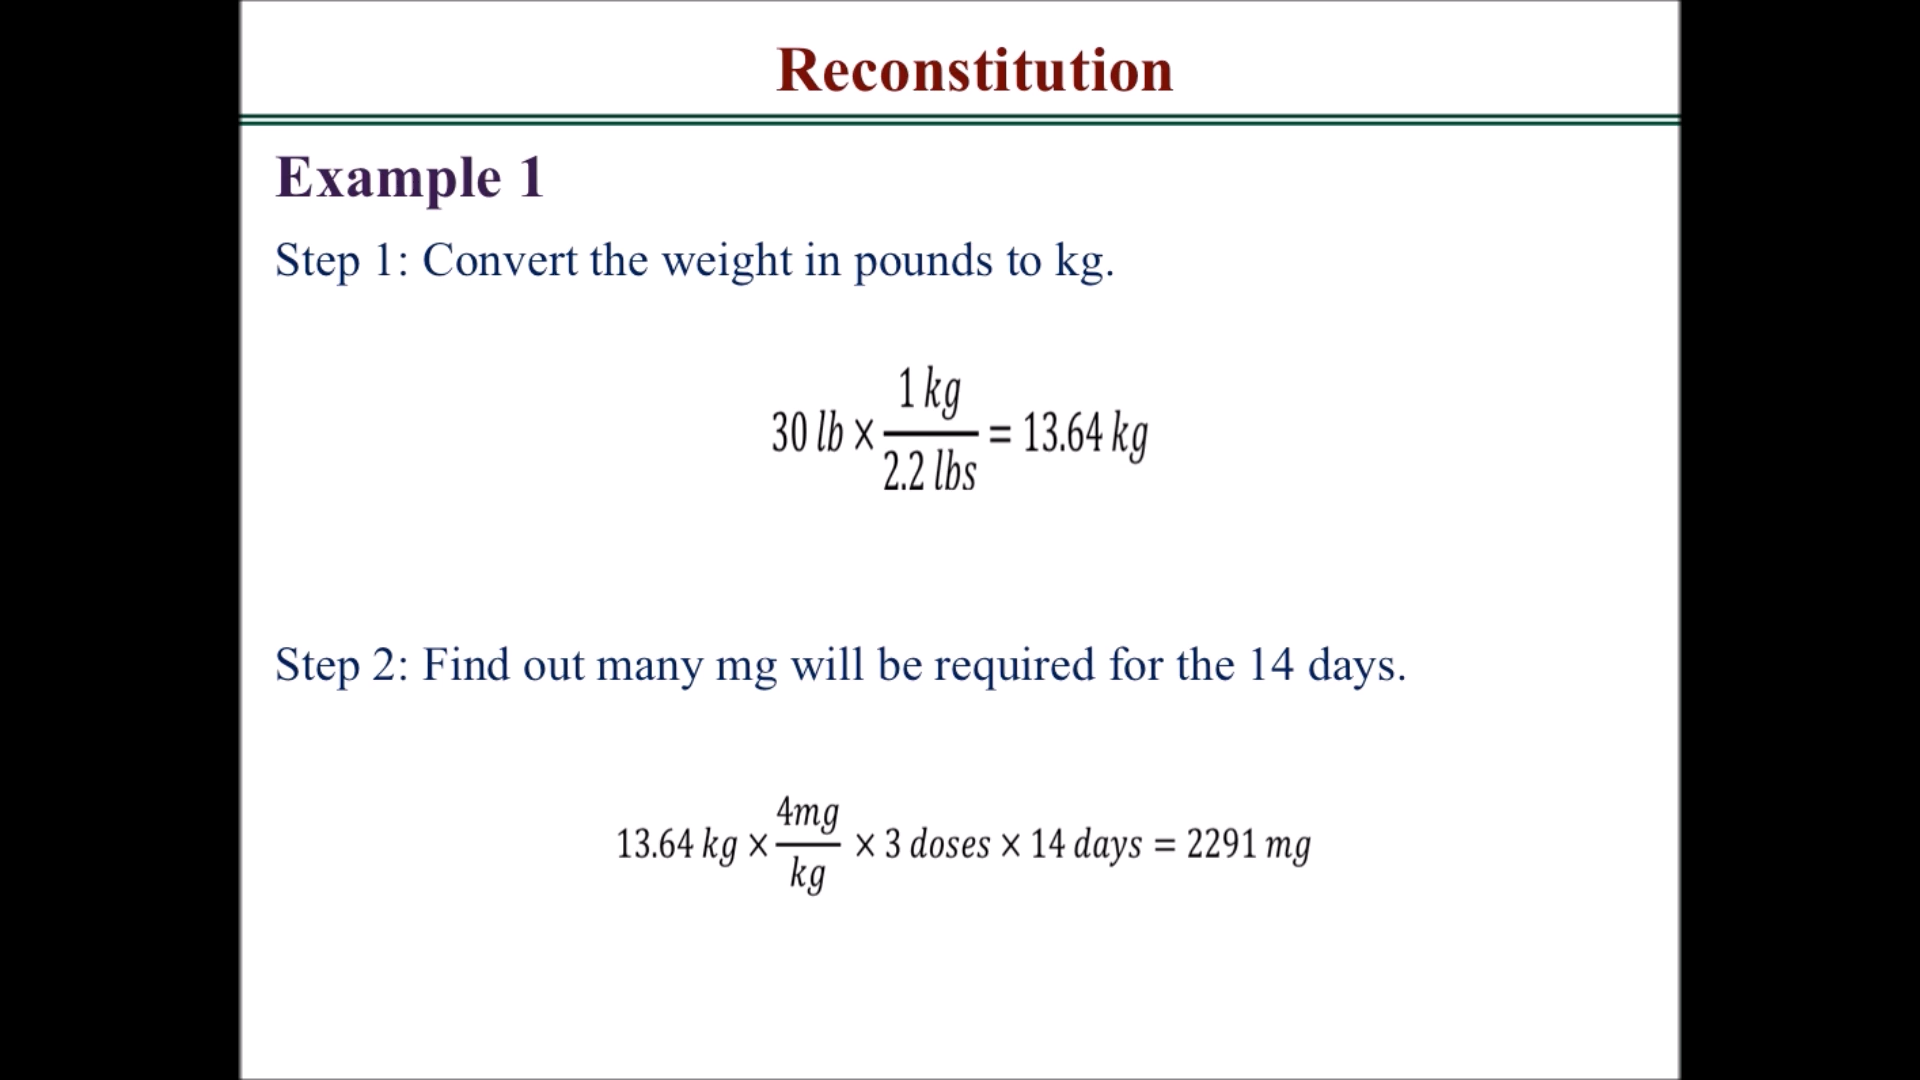 Reconstitution
Example 1
Step 1: Convert the weight in pounds to kg.
30 lb × 1 kg / 2.2 lbs = 13.64 kg
Step 2: Find out many mg will be required for the 14 days.
13.64 kg × 4mg / kg × 3 doses × 14 days = 2291 mg